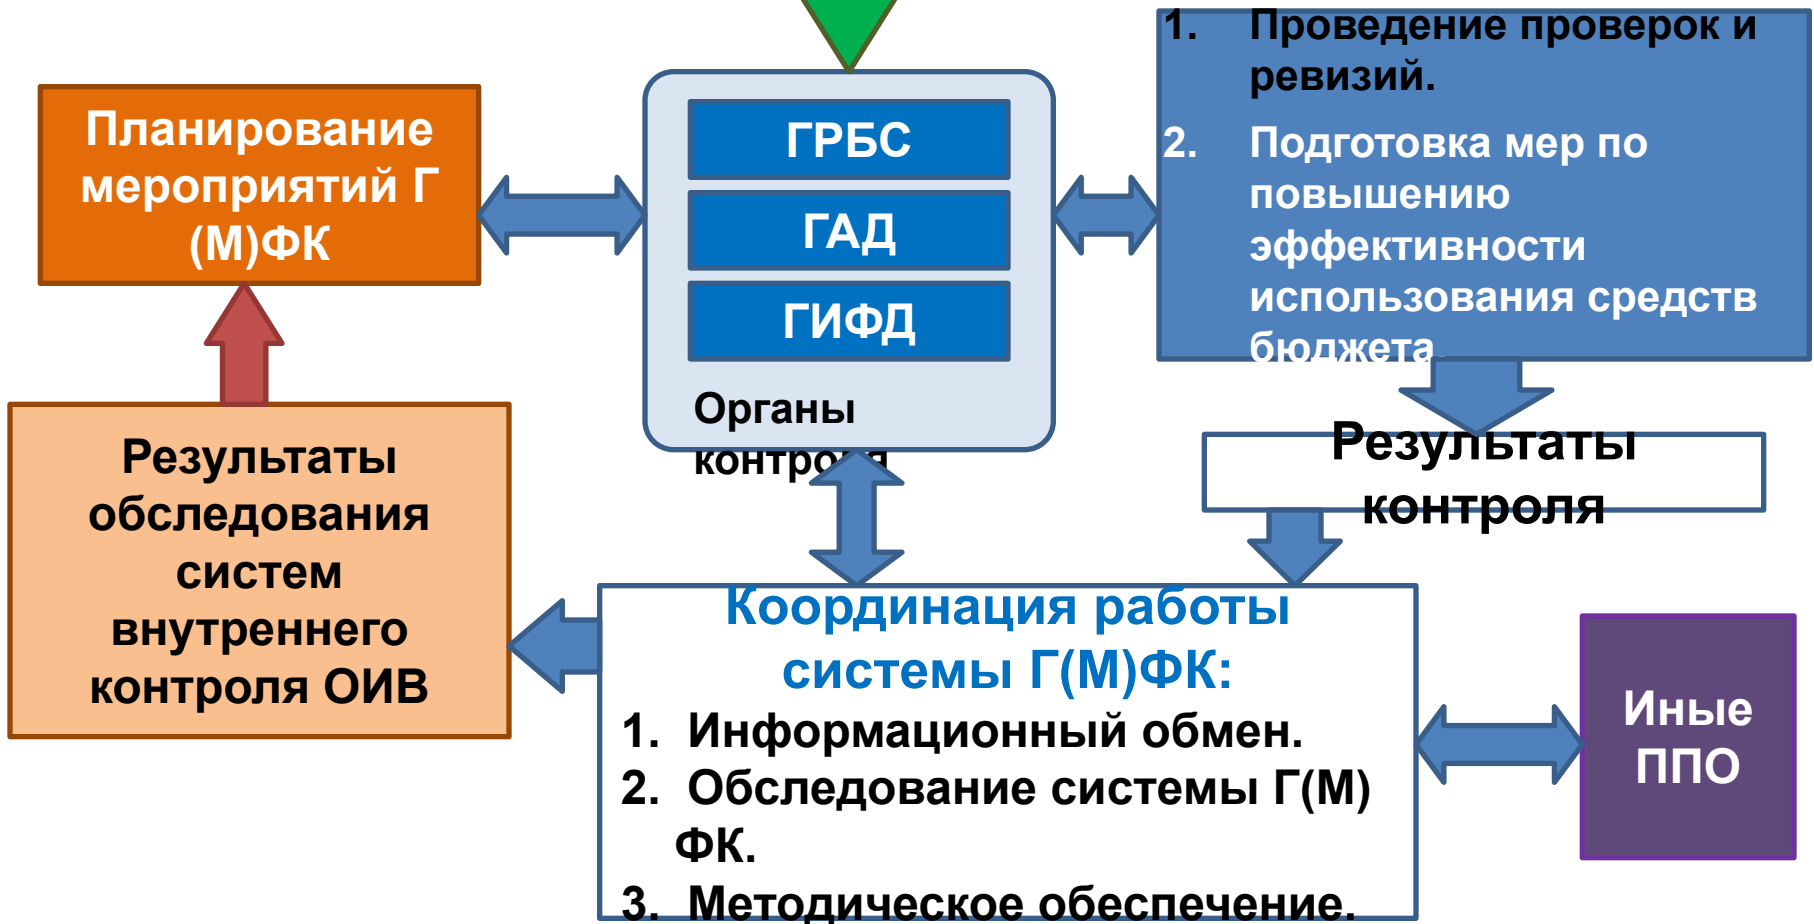 Планирование
мероприятий Г
(М)ФК
ГРБС
ГАД
ГИФД
Органы
контроля
1. Проведение проверок и
ревизий.
2. Подготовка мер по
повышению
эффективности
использования средств
бюджета.
Результаты
контроля
Результаты
обследования
систем
внутреннего
контроля ОИВ
Координация работы
системы Г(М)ФК:
1. Информационный обмен.
2. Обследование системы Г(М)
ФК.
3. Методическое обеспечение.
Иные
ППО